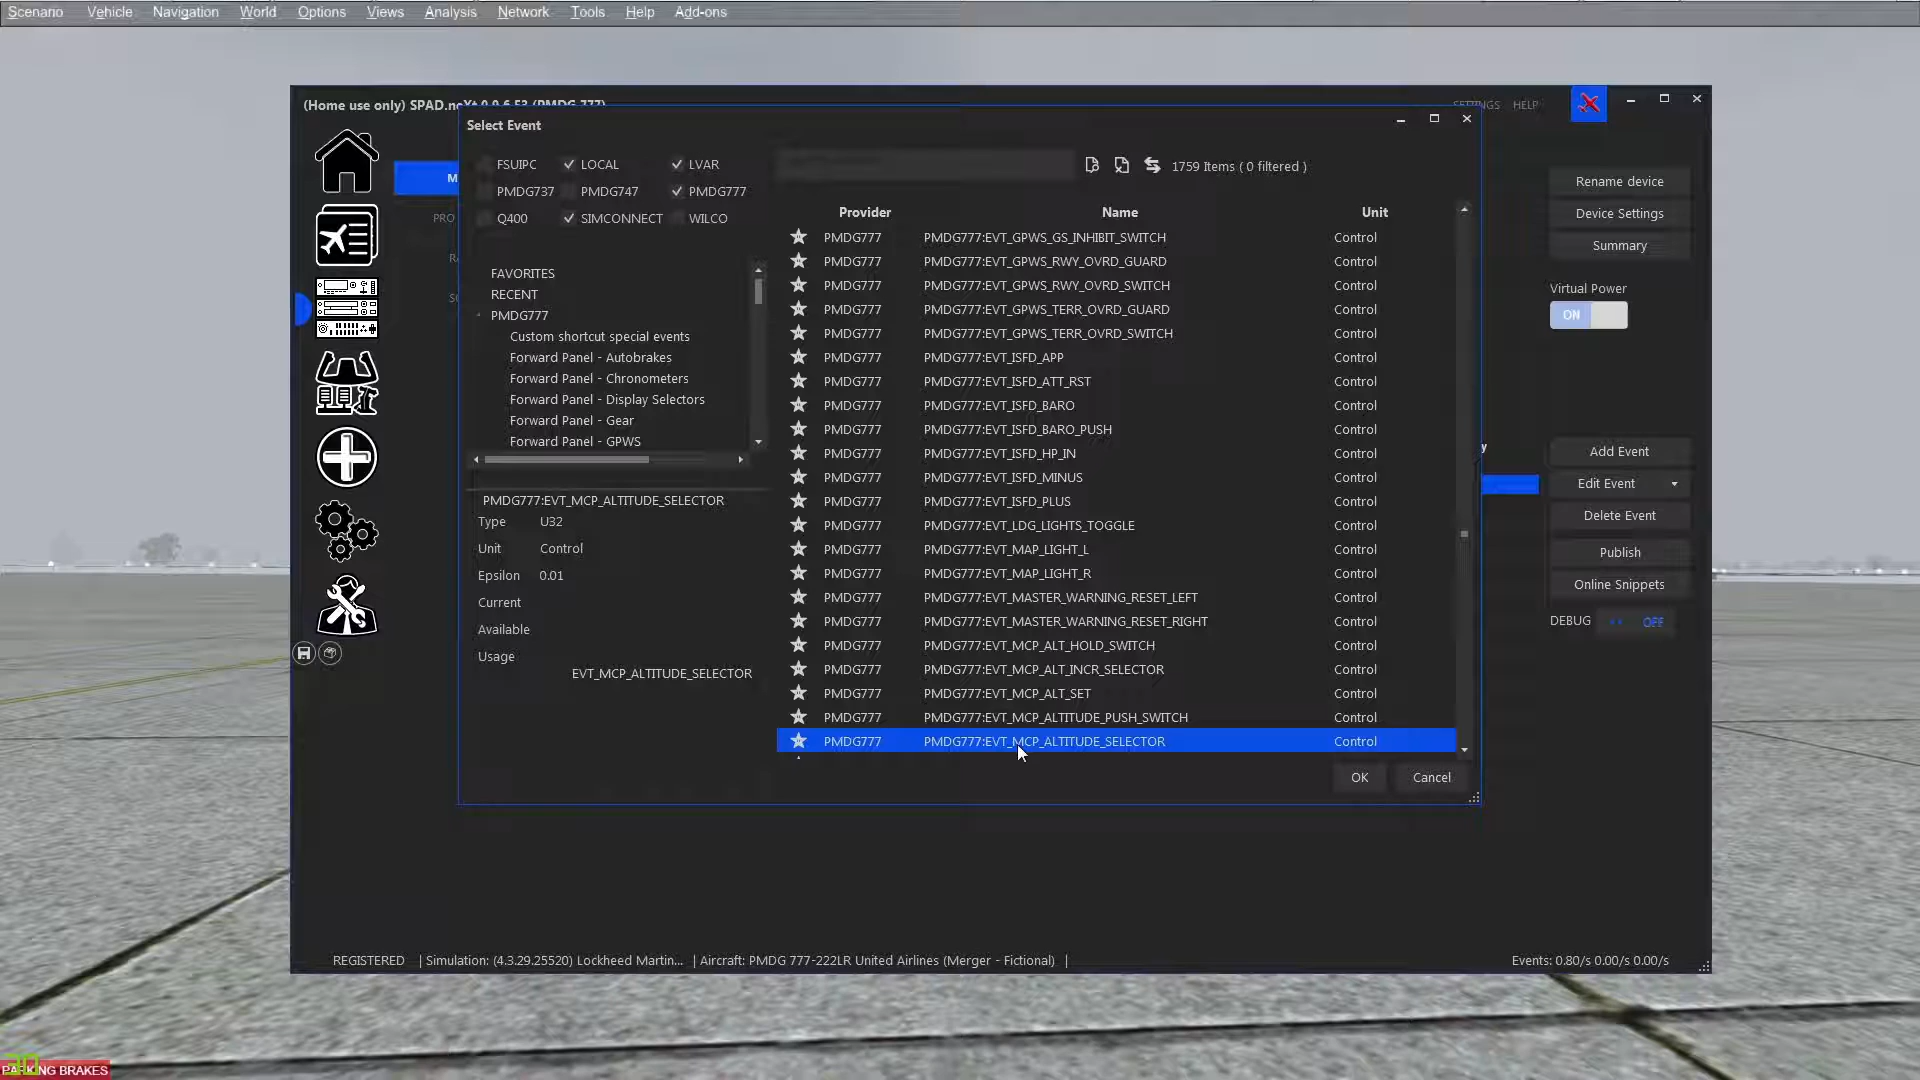 Scenario Vehicle Navigation World Options Views Analysis Network Tools Help Add-ons
(Home use only) SPAD.neXt 0.9.6.53 (PMDG 777)
SETTINGS HELP
Select Event
FSUIPC LOCAL LVAR
PMDG737 PMDG747 PMDG777
Q400 SIMCONNECT WILCO
1759 Items ( 0 filtered )
FAVORITES
RECENT
PMDG777
Custom shortcut special events
Forward Panel - Autobrakes
Forward Panel - Chronometers
Forward Panel - Display Selectors
Forward Panel - Gear
Forward Panel - GPWS
PMDG777:EVT_MCP_ALTITUDE_SELECTOR
Type U32
Unit Control
Epsilon 0.01
Current
Available
Usage
EVT_MCP_ALTITUDE_SELECTOR
Provider Name Unit
PMDG777 PMDG777:EVT_GPWS_GS_INHIBIT_SWITCH Control
PMDG777 PMDG777:EVT_GPWS_RWY_OVRD_GUARD Control
PMDG777 PMDG777:EVT_GPWS_RWY_OVRD_SWITCH Control
PMDG777 PMDG777:EVT_GPWS_TERR_OVRD_GUARD Control
PMDG777 PMDG777:EVT_GPWS_TERR_OVRD_SWITCH Control
PMDG777 PMDG777:EVT_ISFD_APP Control
PMDG777 PMDG777:EVT_ISFD_ATT_RST Control
PMDG777 PMDG777:EVT_ISFD_BARO Control
PMDG777 PMDG777:EVT_ISFD_BARO_PUSH Control
PMDG777 PMDG777:EVT_ISFD_HP_IN Control
PMDG777 PMDG777:EVT_ISFD_MINUS Control
PMDG777 PMDG777:EVT_ISFD_PLUS Control
PMDG777 PMDG777:EVT_LDG_LIGHTS_TOGGLE Control
PMDG777 PMDG777:EVT_MAP_LIGHT_L Control
PMDG777 PMDG777:EVT_MAP_LIGHT_R Control
PMDG777 PMDG777:EVT_MASTER_WARNING_RESET_LEFT Control
PMDG777 PMDG777:EVT_MASTER_WARNING_RESET_RIGHT Control
PMDG777 PMDG777:EVT_MCP_ALT_HOLD_SWITCH Control
PMDG777 PMDG777:EVT_MCP_ALT_INCR_SELECTOR Control
PMDG777 PMDG777:EVT_MCP_ALT_SET Control
PMDG777 PMDG777:EVT_MCP_ALTITUDE_PUSH_SWITCH Control
PMDG777 PMDG777:EVT_MCP_ALTITUDE_SELECTOR Control
OK Cancel
Rename device
Device Settings
Summary
Virtual Power
ON
Add Event
Edit Event
Delete Event
Publish
Online Snippets
DEBUG OFF
REGISTERED | Simulation: (4.3.29.25520) Lockheed Martin... | Aircraft: PMDG 777-222LR United Airlines (Merger - Fictional) | Events: 0.80/s 0.00/s 0.00/s
30
PARKING BRAKES